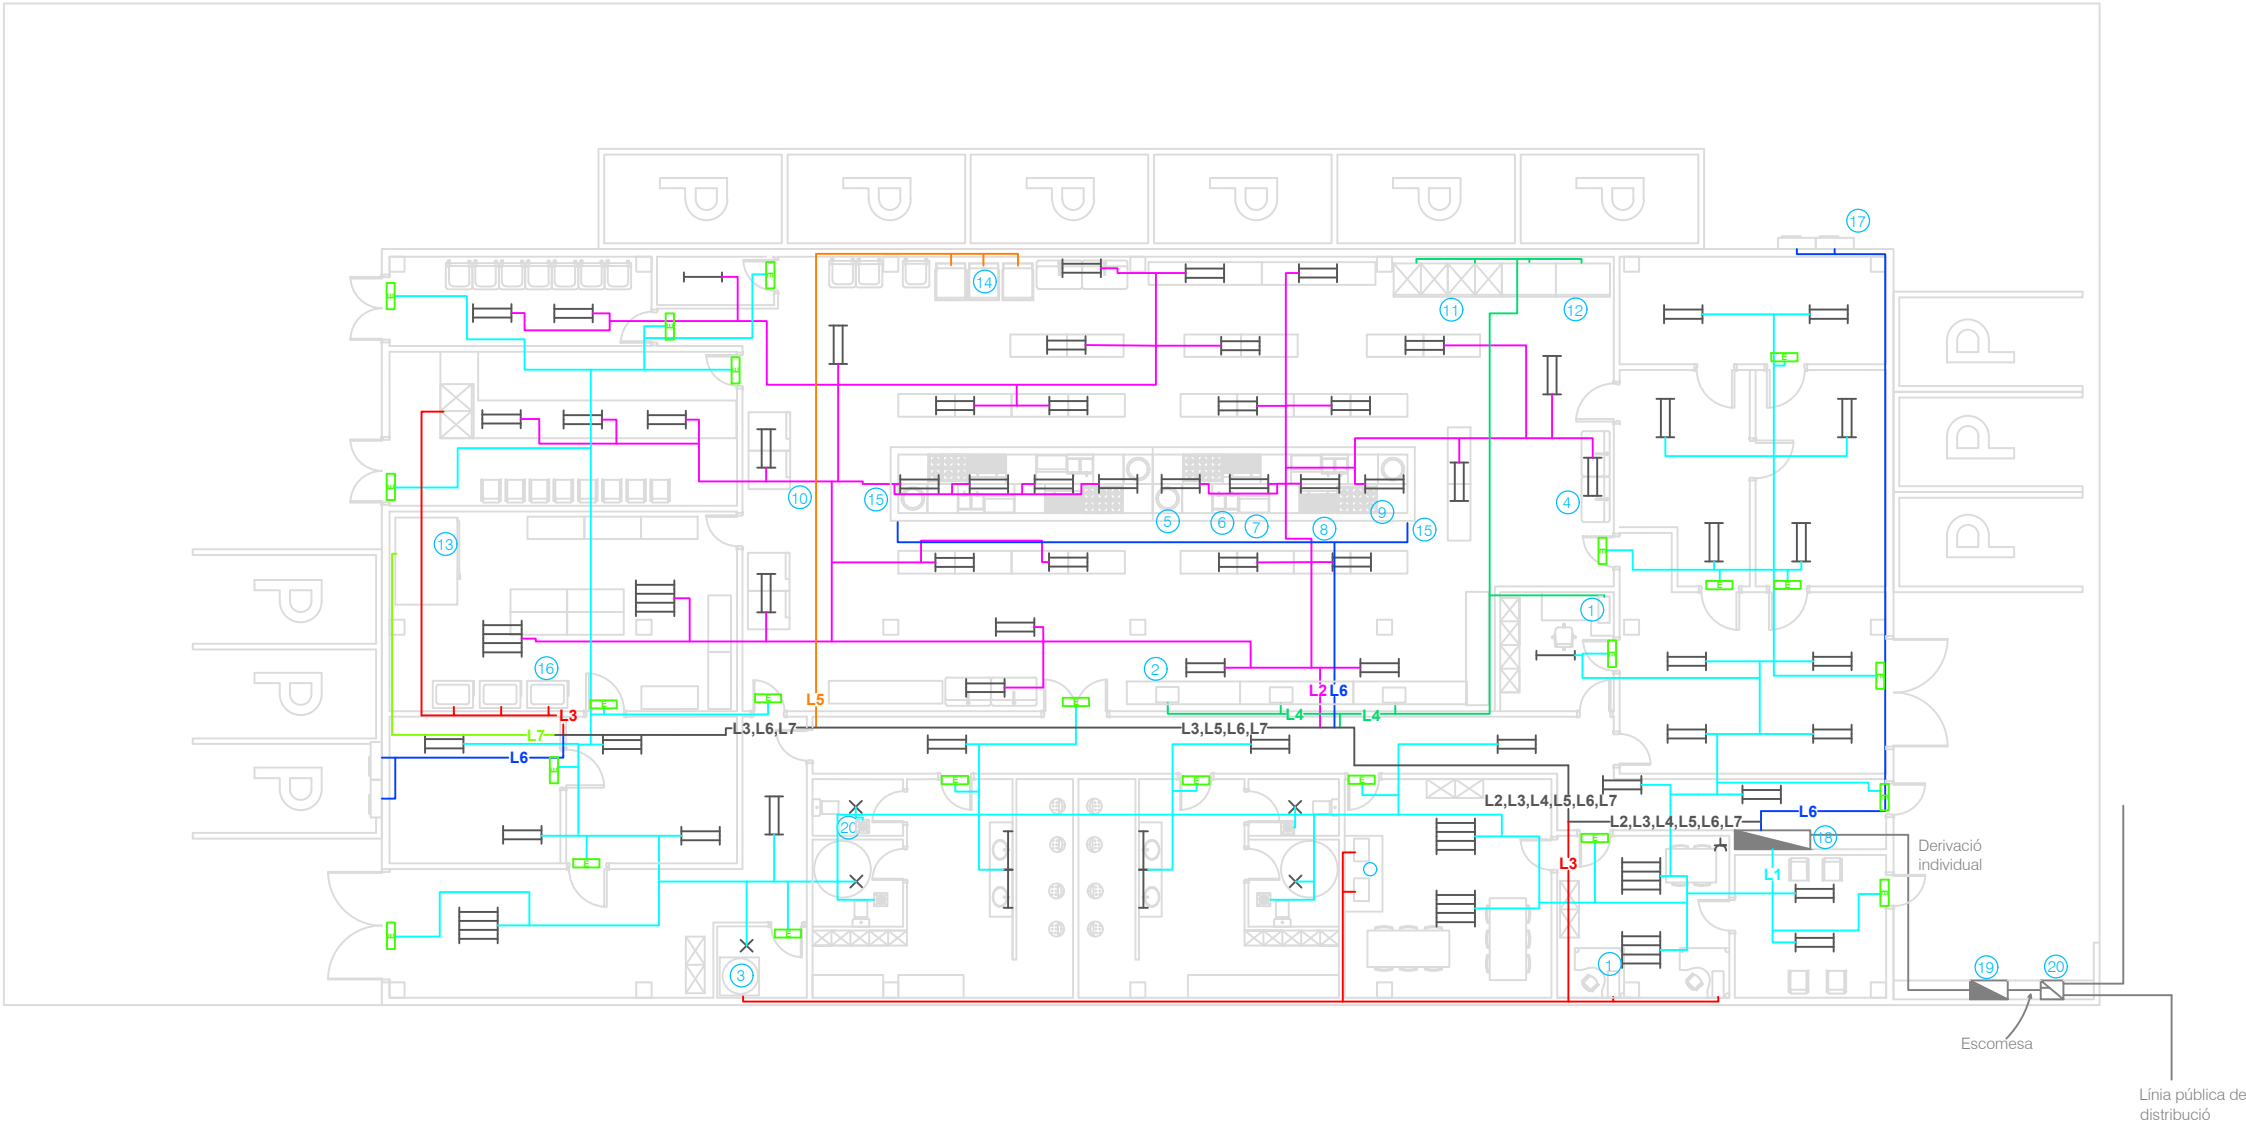 P P P P P P
17
14
11
12
P
P
P
10
15
5
6
7
8
9
15
4
13
P
P
P
1
16
2
L2 L6
L5
L3
L4
L4
L7
L3,L6,L7
L3,L5,L6,L7
L6
L2,L3,L4,L5,L6,L7
L6
L2,L3,L4,L5,L6,L7
20
18
L3
L1
Derivació
individual
3
1
19
20
Escomesa
Línia pública de
distribució